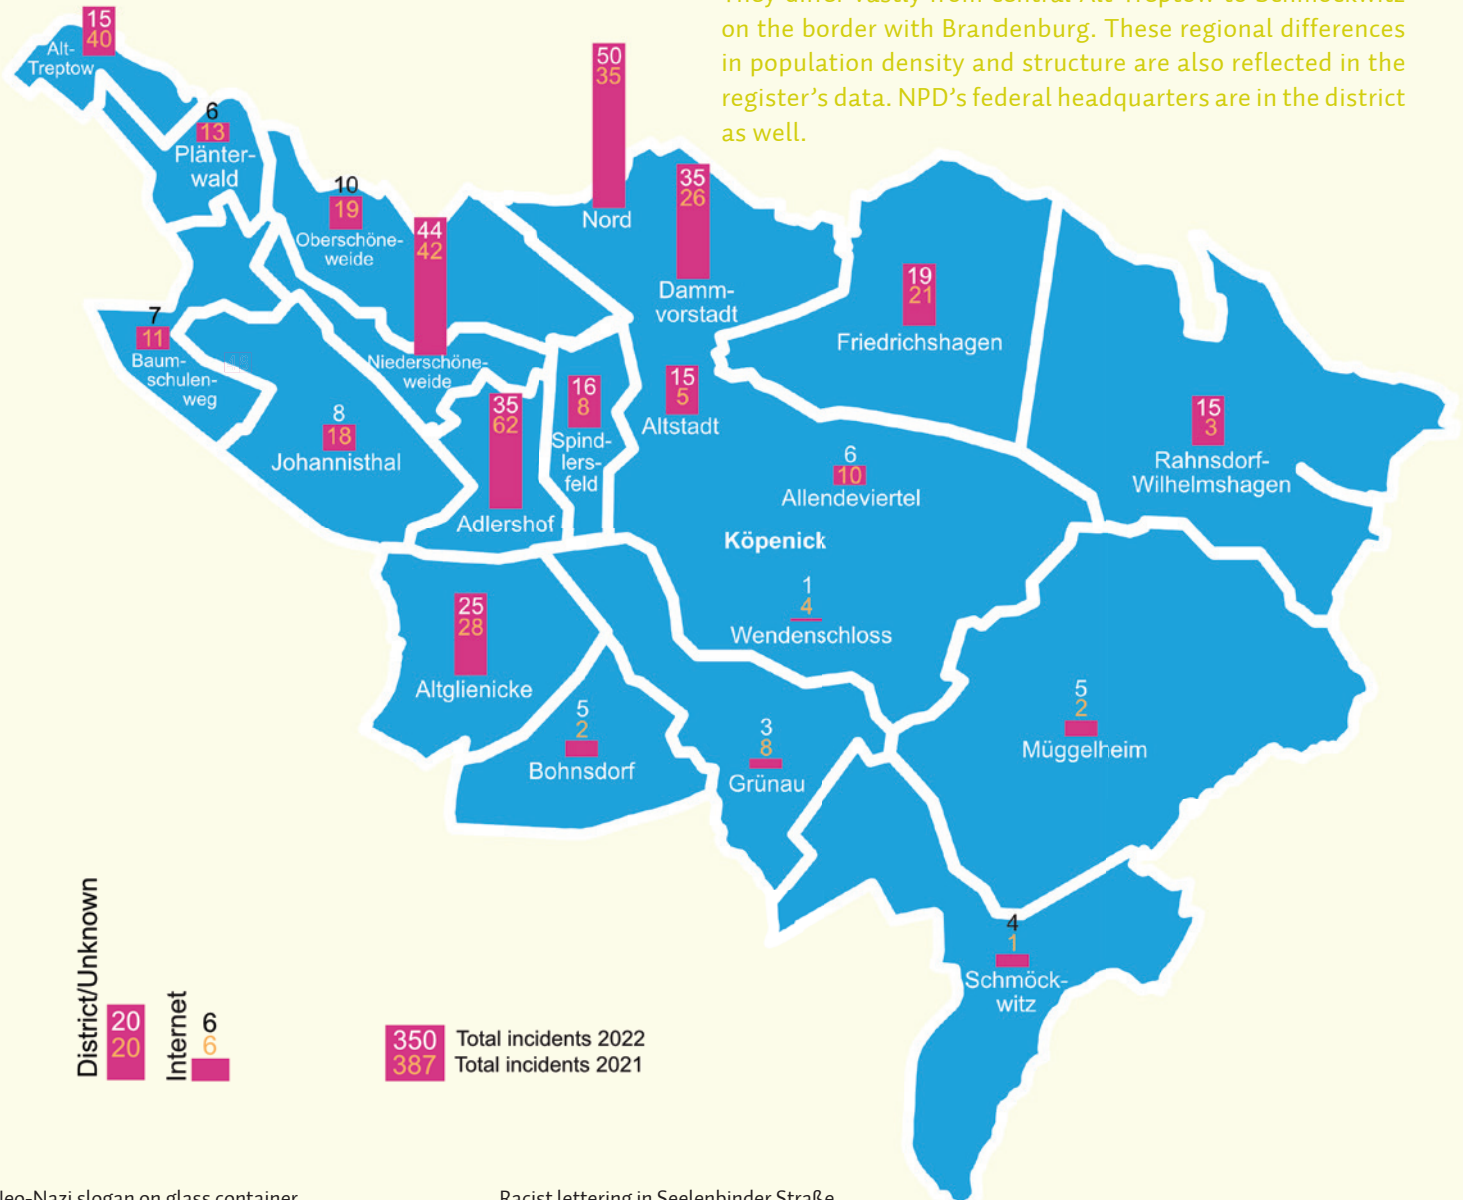 on the border with Brandenburg. These regional differences
in population density and structure are also reflected in the
register's data. NPD's federal headquarters are in the district
as well.
15
40
Alt-
Treptow
6
13
Plänter-
wald
10
19
Oberschöne-
weide
44
42
Niederschöne-
weide
50
35
Nord
35
26
Damm-
vorstadt
19
21
Friedrichshagen
7
11
Baum-
schulen-
weg
8
18
Johannisthal
35
62
Adlershof
16
8
Spind-
lers-
feld
15
5
Altstadt
6
10
Allendeviertel
15
3
Rahnsdorf-
Wilhelmshagen
Köpenick
1
4
Wendenschloss
25
28
Altglienicke
5
2
Bohnsdorf
3
8
Grünau
5
2
Müggelheim
4
1
Schmöck-
witz
District/Unknown
20
20
Internet
6
6
350 Total incidents 2022
387 Total incidents 2021
slogan on glass container
Racist lettering in Seelenbinder Straße